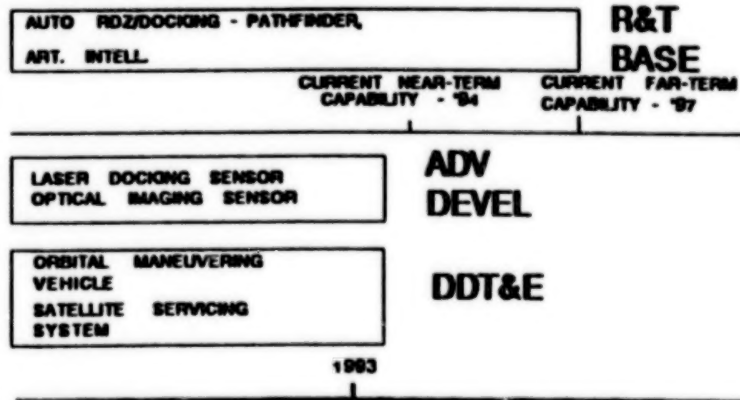 AUTO RDZ/DOCKING - PATHFINDER,
ART. INTELL.
R&T
BASE
CURRENT NEAR-TERM
CAPABILITY - '94
CURRENT FAR-TERM
CAPABILITY - '97
LASER DOCKING SENSOR
OPTICAL IMAGING SENSOR
ADV
DEVEL
ORBITAL MANEUVERING
VEHICLE
SATELLITE SERVICING
SYSTEM
DDT&E
1993